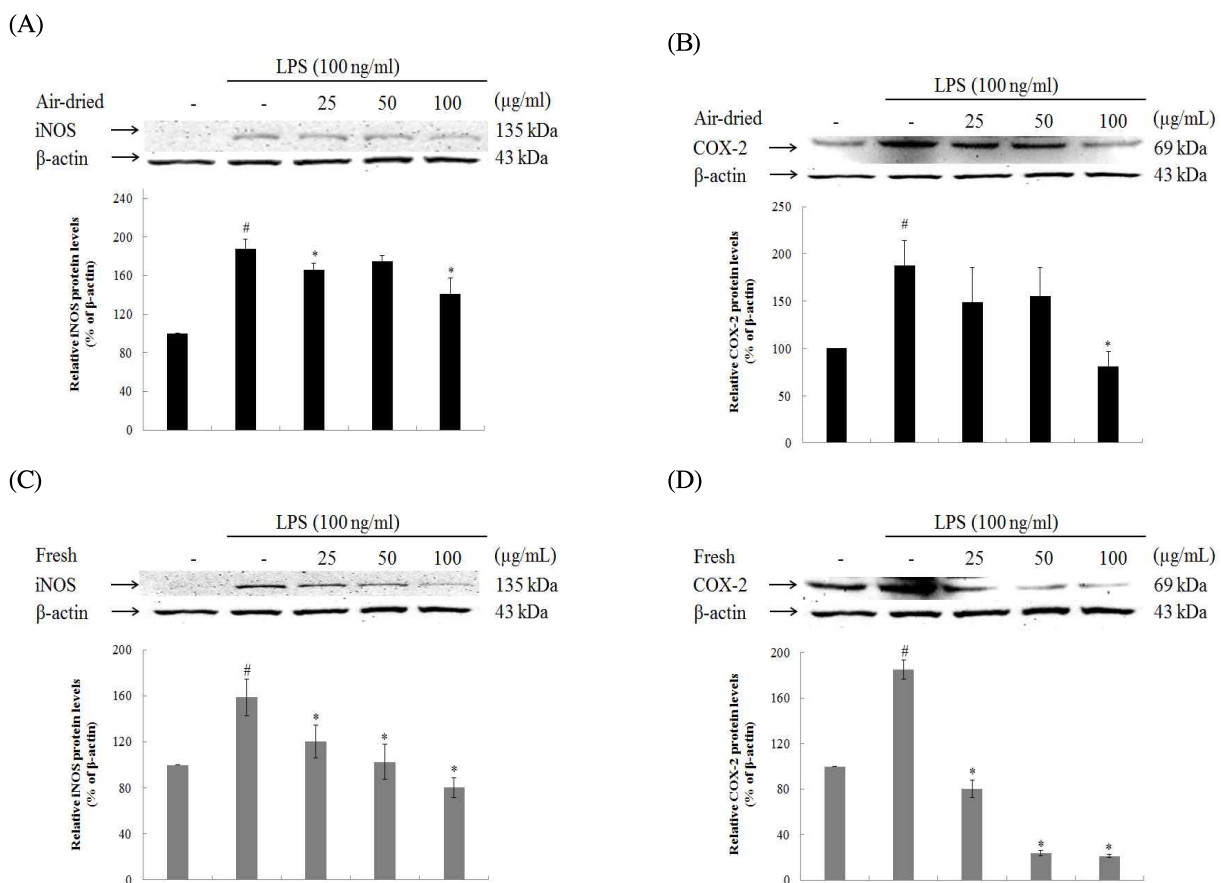 (A)
LPS (100 ng/ml)
Air-dried - - 25 50 100 (µg/ml)
iNOS 135 kDa
β-actin 43 kDa
Relative iNOS protein levels
(% of β-actin)
240
200
160
120
80
40
0
#
*
*
(B)
LPS (100 ng/ml)
Air-dried - - 25 50 100 (µg/mL)
COX-2 69 kDa
β-actin 43 kDa
Relative COX-2 protein levels
(% of β-actin)
250
200
150
100
50
0
#
*
(C)
LPS (100 ng/ml)
Fresh - - 25 50 100 (µg/mL)
iNOS 135 kDa
β-actin 43 kDa
Relative iNOS protein levels
(% of β-actin)
200
160
120
80
40
0
#
*
*
*
(D)
LPS (100 ng/ml)
Fresh - - 25 50 100 (µg/mL)
COX-2 69 kDa
β-actin 43 kDa
Relative COX-2 protein levels
(% of β-actin)
200
160
120
80
40
0
#
*
*
*